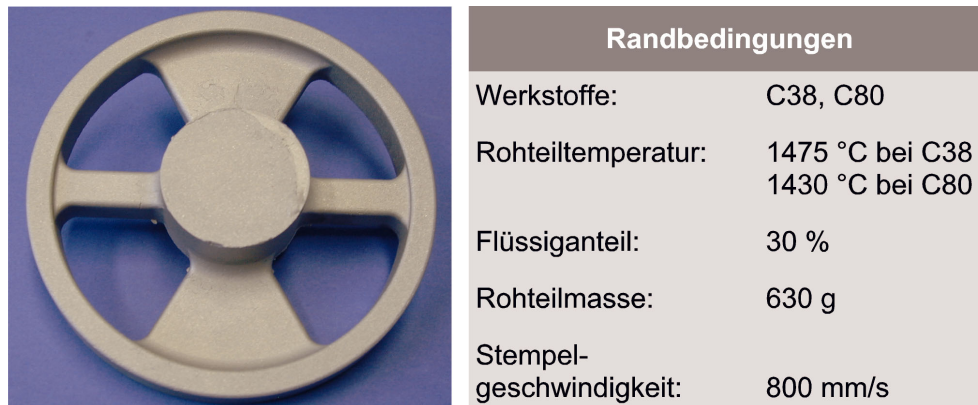 Randbedingungen
Werkstoffe: C38, C80
Rohteiltemperatur: 1475 °C bei C38
1430 °C bei C80
Flüssiganteil: 30 %
Rohteilmasse: 630 g
Stempel-
geschwindigkeit: 800 mm/s